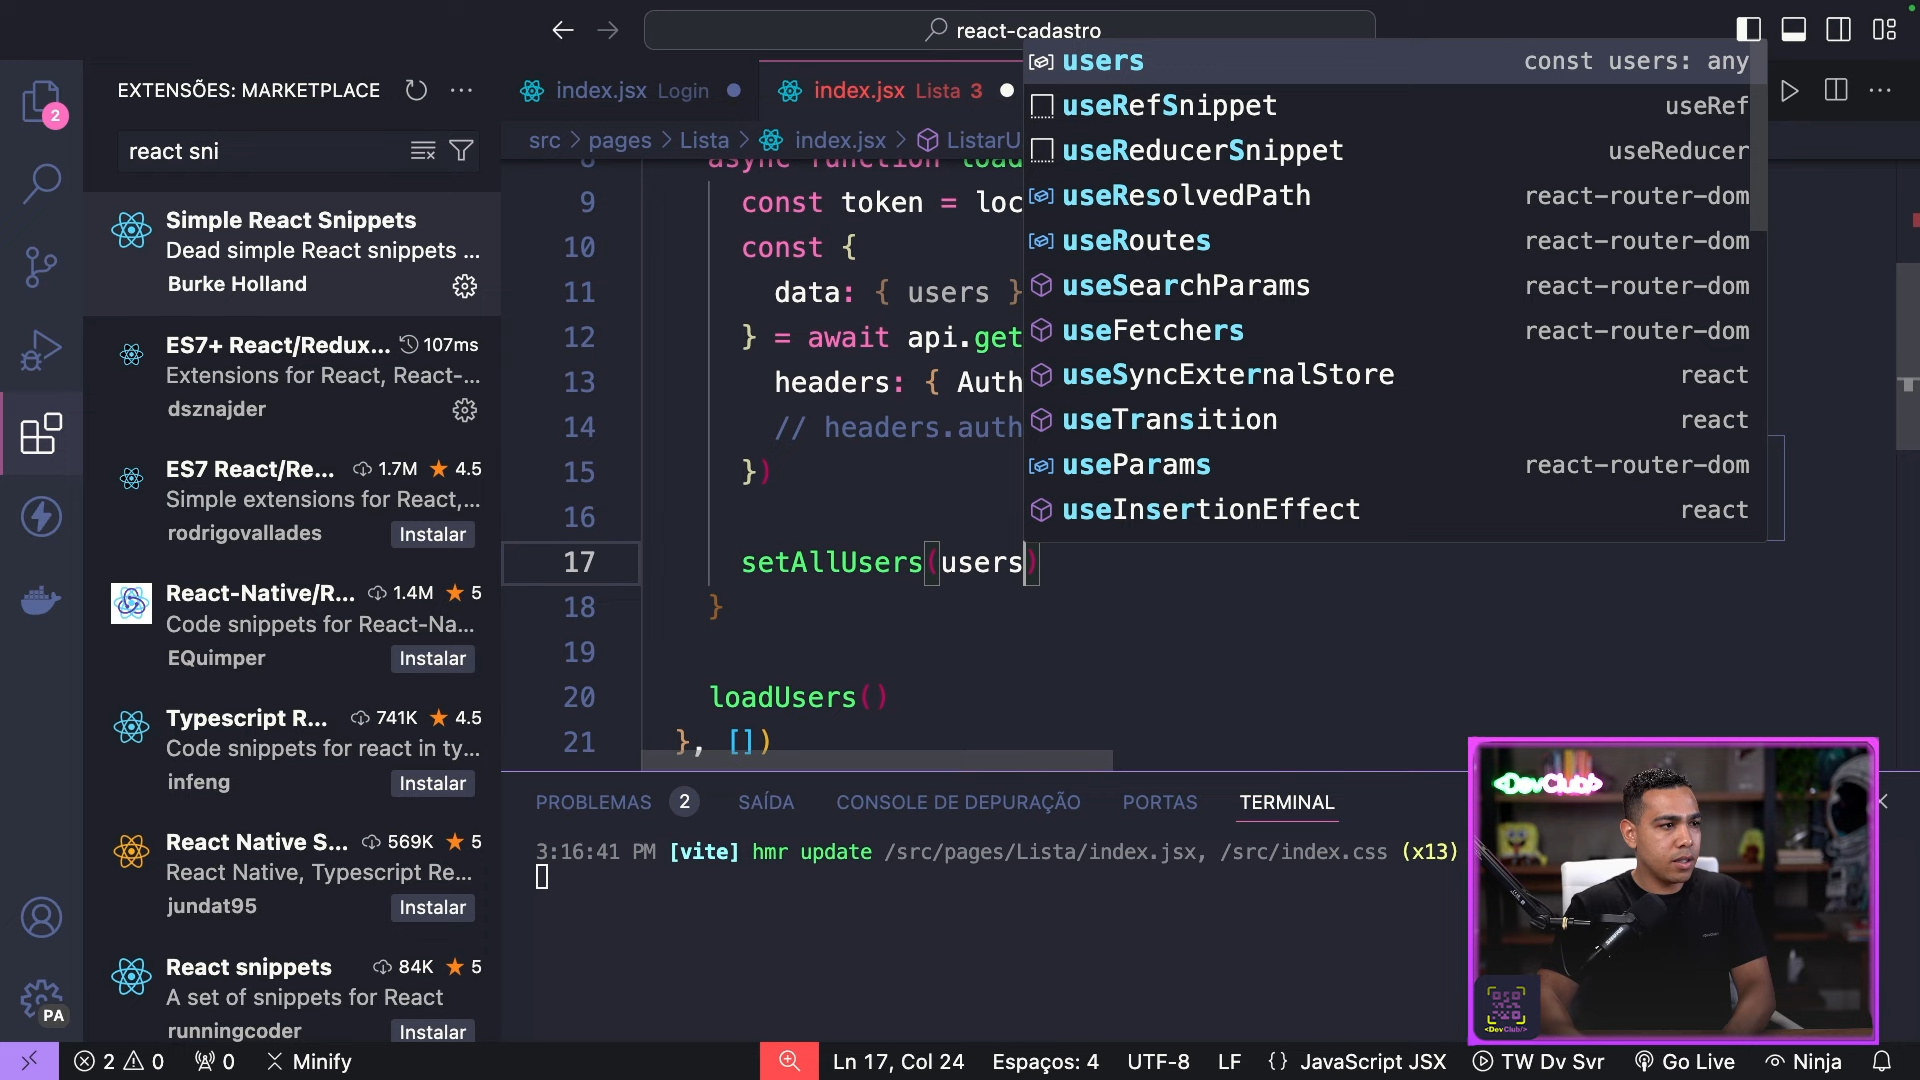 react-cadastro
EXTENSÕES: MARKETPLACE
react sni
Simple React Snippets
Dead simple React snippets ...
Burke Holland
ES7+ React/Redux... 107ms
Extensions for React, React-...
dsznajder
ES7 React/Re... 1.7M 4.5
Simple extensions for React,...
rodrigovallades Instalar
React-Native/R... 1.4M 5
Code snippets for React-Na...
EQuimper Instalar
Typescript R... 741K 4.5
Code snippets for react in ty...
infeng Instalar
React Native S... 569K 5
React Native, Typescript Re...
jundat95 Instalar
React snippets 84K 5
A set of snippets for React
runningcoder Instalar
2
PA
index.jsx Login
index.jsx Lista 3
src > pages > Lista > index.jsx > ListarU
8 async function load
9 const token = loc
10 const {
11 data: { users }
12 } = await api.get
13 headers: { Auth
14 // headers.auth
15 })
16
17 setAllUsers(users)
18 }
19
20 loadUsers()
21 }, [])
users const users: any
useRefSnippet useRef
useReducerSnippet useReducer
useResolvedPath react-router-dom
useRoutes react-router-dom
useSearchParams react-router-dom
useFetchers react-router-dom
useSyncExternalStore react
useTransition react
useParams react-router-dom
useInsertionEffect react
PROBLEMAS 2 SAÍDA CONSOLE DE DEPURAÇÃO PORTAS TERMINAL
3:16:41 PM [vite] hmr update /src/pages/Lista/index.jsx, /src/index.css (x13)
<DevClub/>
<DevClub/>
2 0 0 Minify Ln 17, Col 24 Espaços: 4 UTF-8 LF {} JavaScript JSX TW Dv Svr Go Live Ninja